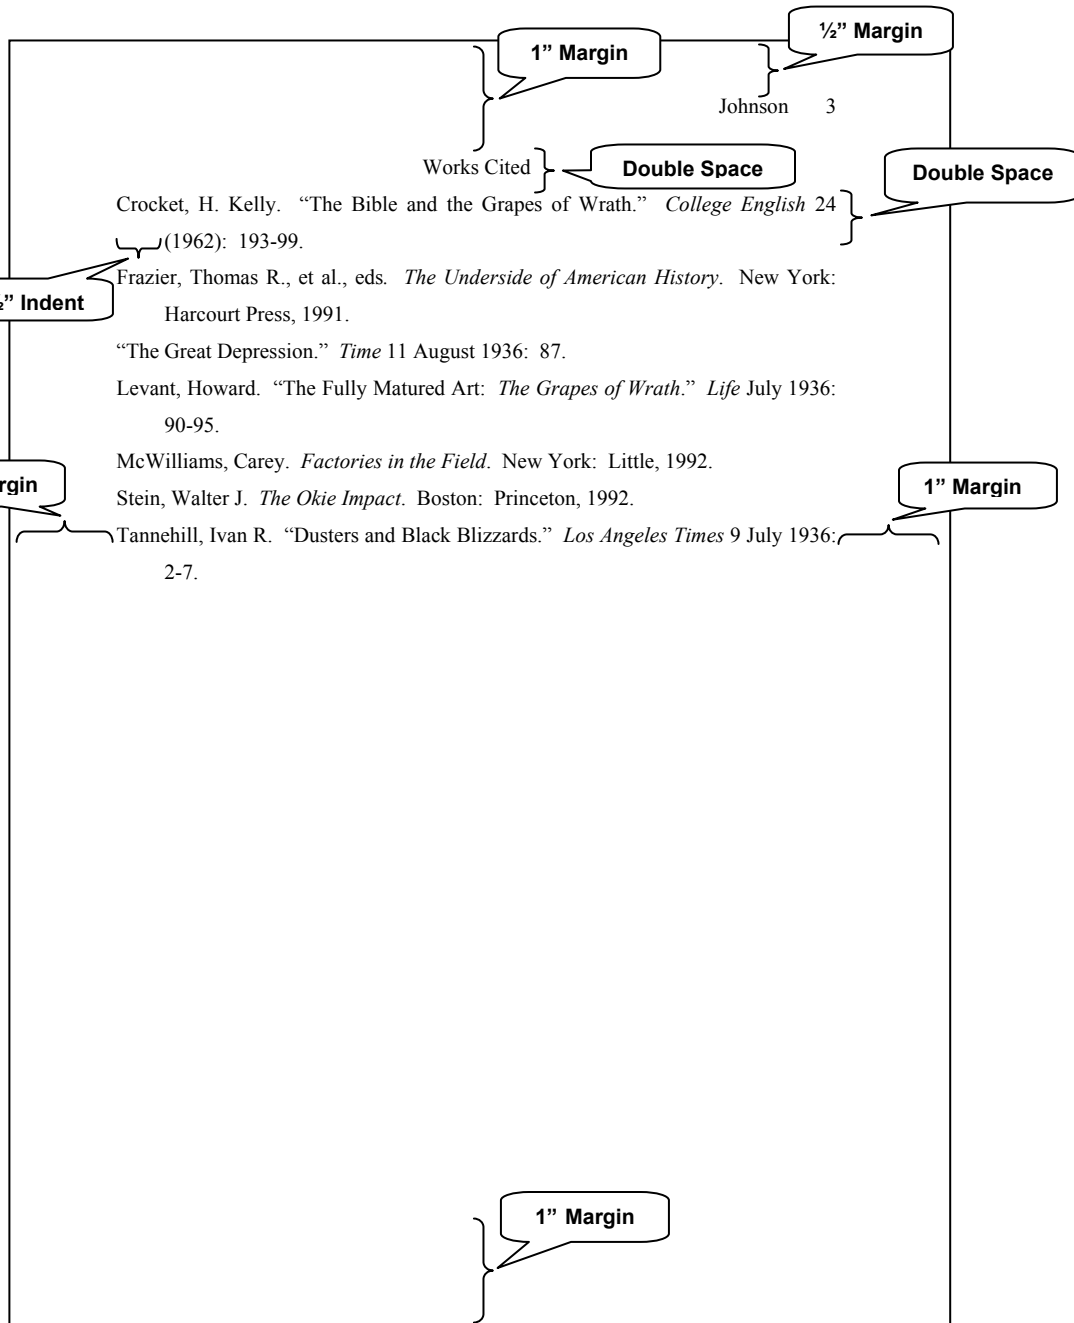 ½” Margin
1” Margin
Johnson 3
Works Cited
Double Space
Double Space
Crocket, H. Kelly. “The Bible and the Grapes of Wrath.” College English 24
(1962): 193-99.
Frazier, Thomas R., et al., eds. The Underside of American History. New York:
” Indent
Harcourt Press, 1991.
“The Great Depression.” Time 11 August 1936: 87.
Levant, Howard. “The Fully Matured Art: The Grapes of Wrath.” Life July 1936:
90-95.
McWilliams, Carey. Factories in the Field. New York: Little, 1992.
rgin
1” Margin
Stein, Walter J. The Okie Impact. Boston: Princeton, 1992.
Tannehill, Ivan R. “Dusters and Black Blizzards.” Los Angeles Times 9 July 1936:
2-7.
1” Margin